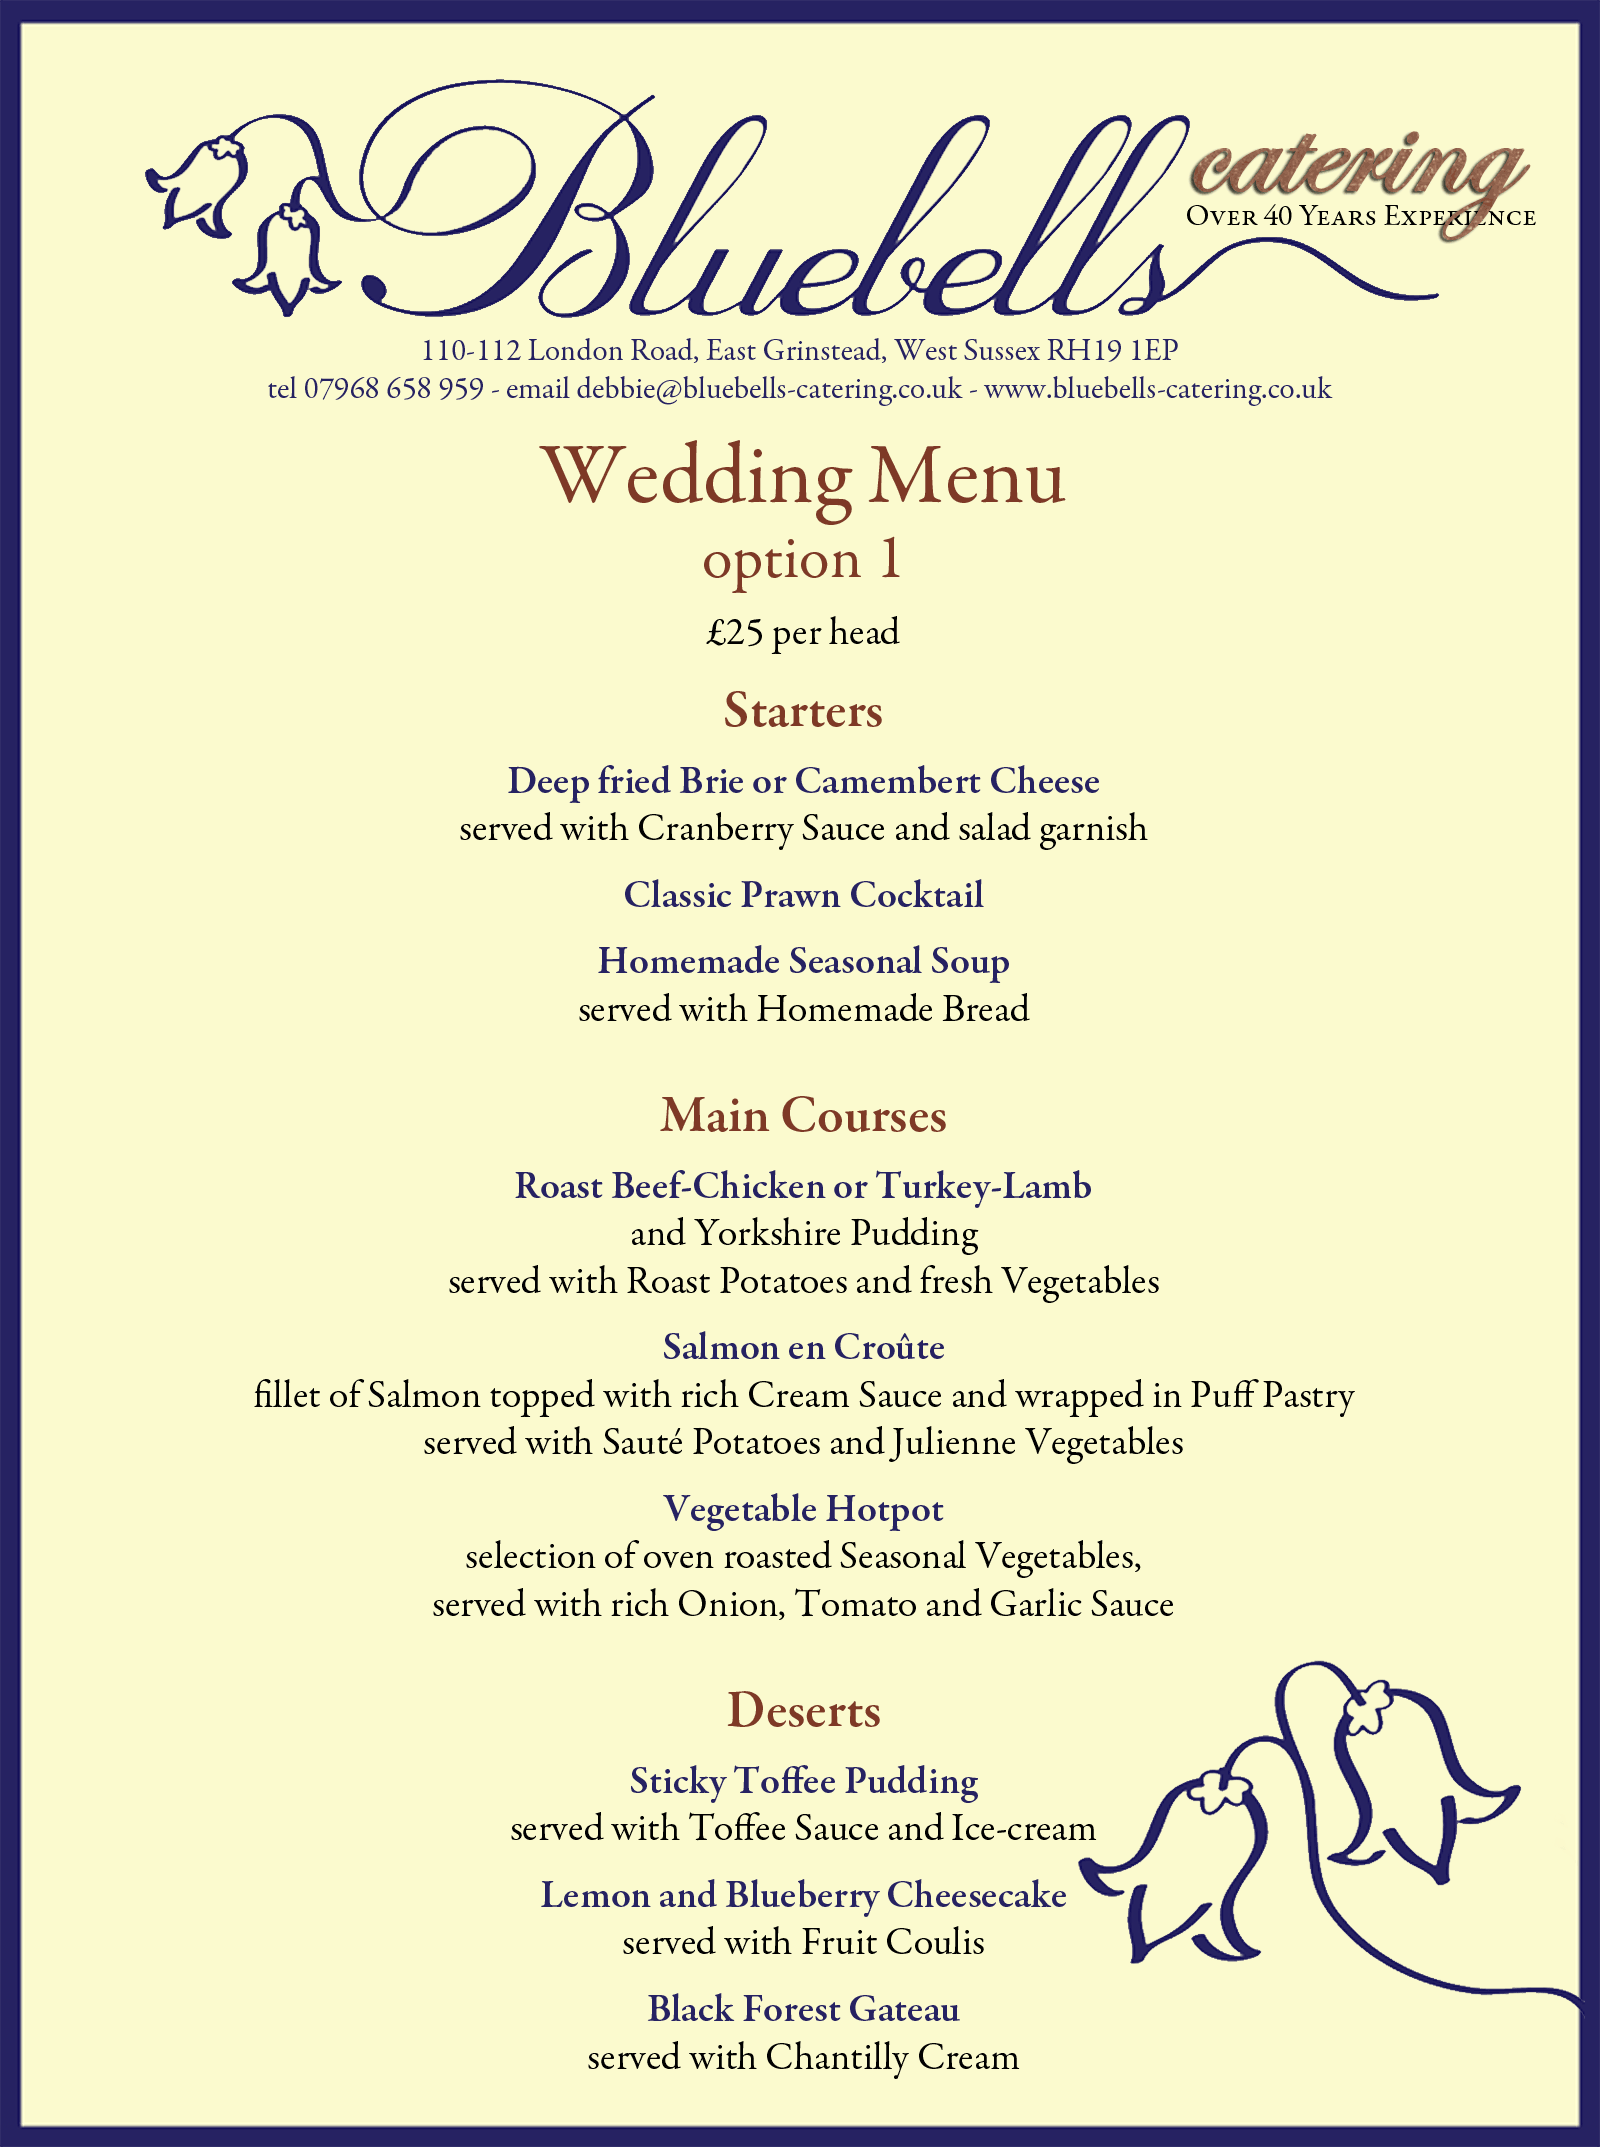 Bluebells catering
Over 40 Years Experience
110-112 London Road, East Grinstead, West Sussex RH19 1EP
tel 07968 658 959 - email debbie@bluebells-catering.co.uk - www.bluebells-catering.co.uk
Wedding Menu
option 1
£25 per head
Starters
Deep fried Brie or Camembert Cheese
served with Cranberry Sauce and salad garnish
Classic Prawn Cocktail
Homemade Seasonal Soup
served with Homemade Bread
Main Courses
Roast Beef-Chicken or Turkey-Lamb
and Yorkshire Pudding
served with Roast Potatoes and fresh Vegetables
Salmon en Croûte
fillet of Salmon topped with rich Cream Sauce and wrapped in Puff Pastry
served with Sauté Potatoes and Julienne Vegetables
Vegetable Hotpot
selection of oven roasted Seasonal Vegetables,
served with rich Onion, Tomato and Garlic Sauce
Deserts
Sticky Toffee Pudding
served with Toffee Sauce and Ice-cream
Lemon and Blueberry Cheesecake
served with Fruit Coulis
Black Forest Gateau
served with Chantilly Cream